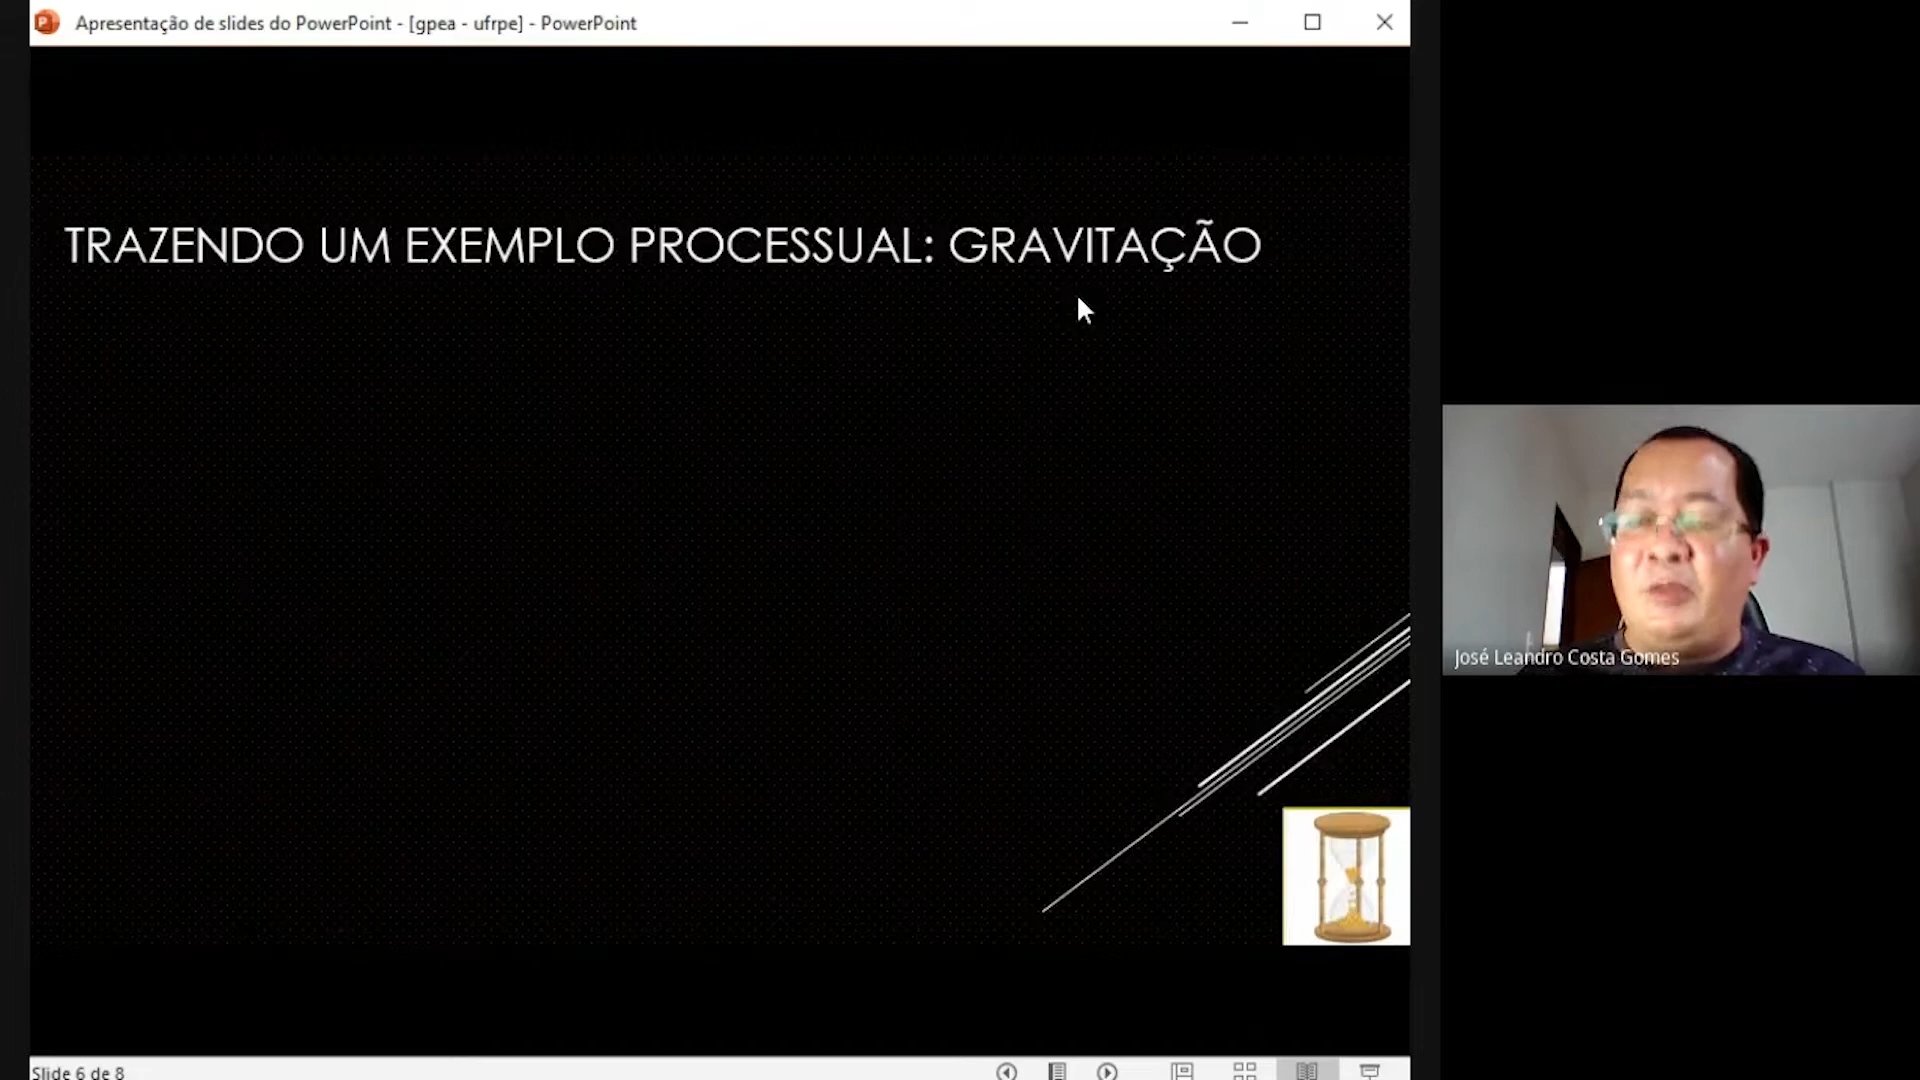 Apresentação de slides do PowerPoint - [gpea - ufrpe] - PowerPoint
TRAZENDO UM EXEMPLO PROCESSUAL: GRAVITAÇÃO
José Leandro Costa Gomes
Slide 6 de 8